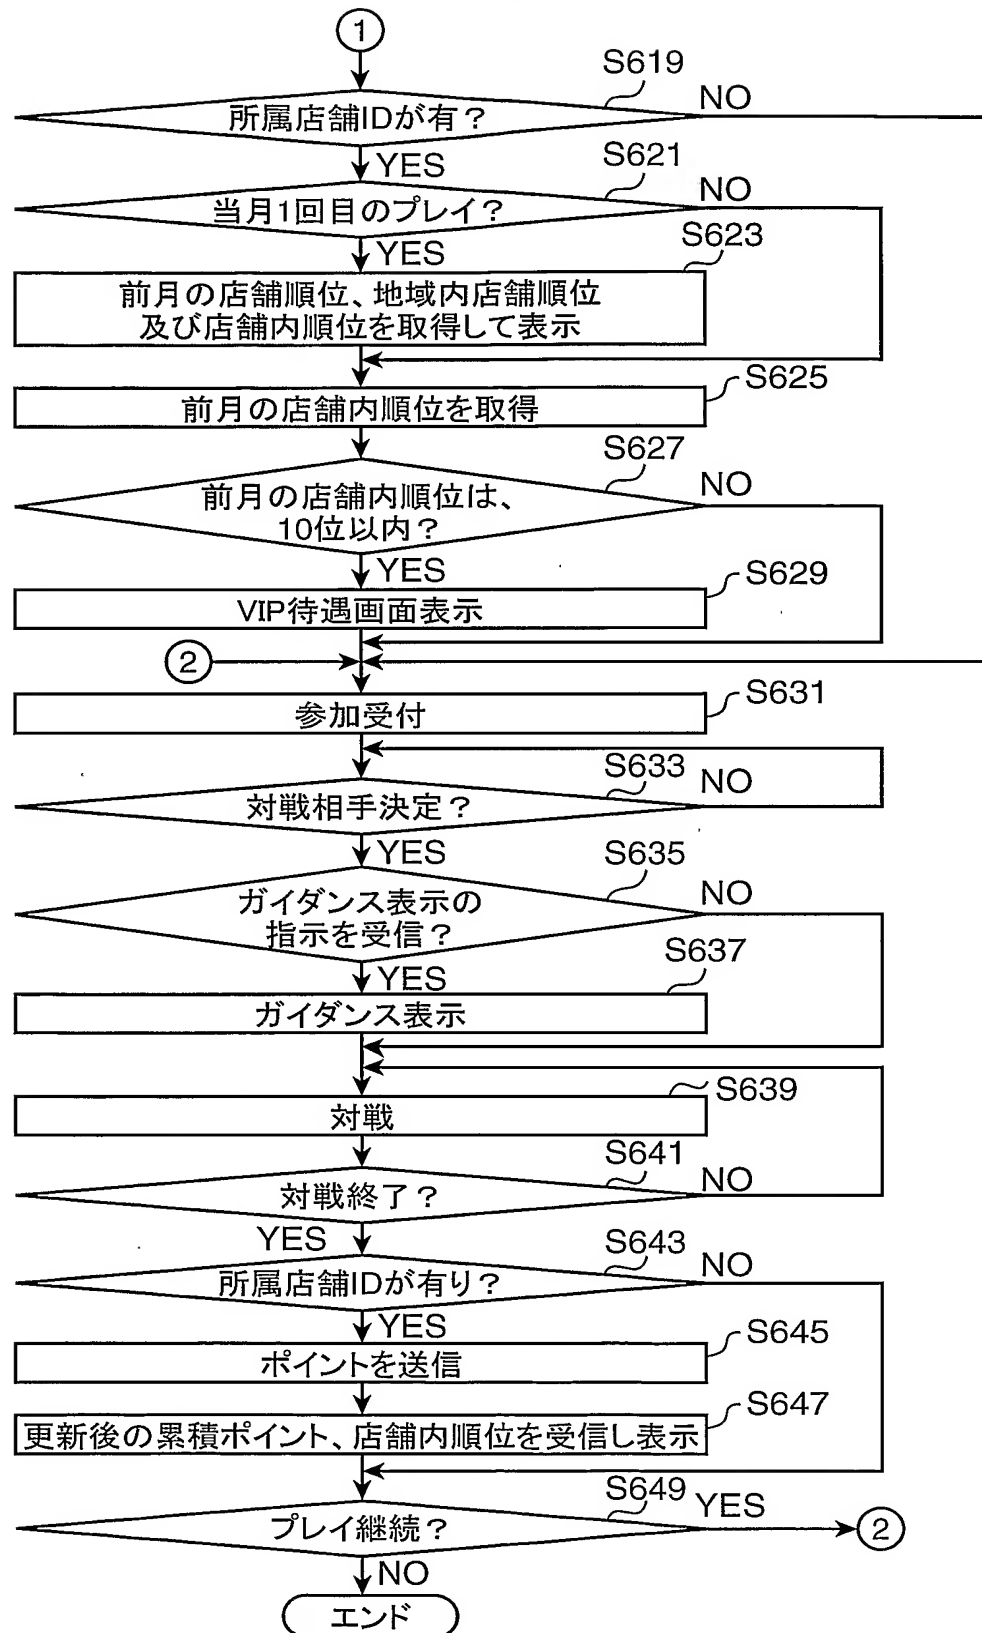 1
S619
所属店舗IDが有？
NO
YES
S621
当月1回目のプレイ？
NO
YES
S623
前月の店舗順位、地域内店舗順位
及び店舗内順位を取得して表示
S625
前月の店舗内順位を取得
S627
前月の店舗内順位は、
10位以内？
NO
YES
S629
VIP待遇画面表示
2
S631
参加受付
S633
対戦相手決定？
NO
YES
S635
ガイダンス表示の
指示を受信？
NO
YES
S637
ガイダンス表示
S639
対戦
S641
対戦終了？
NO
YES
S643
所属店舗IDが有り？
NO
YES
S645
ポイントを送信
S647
更新後の累積ポイント、店舗内順位を受信し表示
S649
プレイ継続？
YES
2
NO
エンド